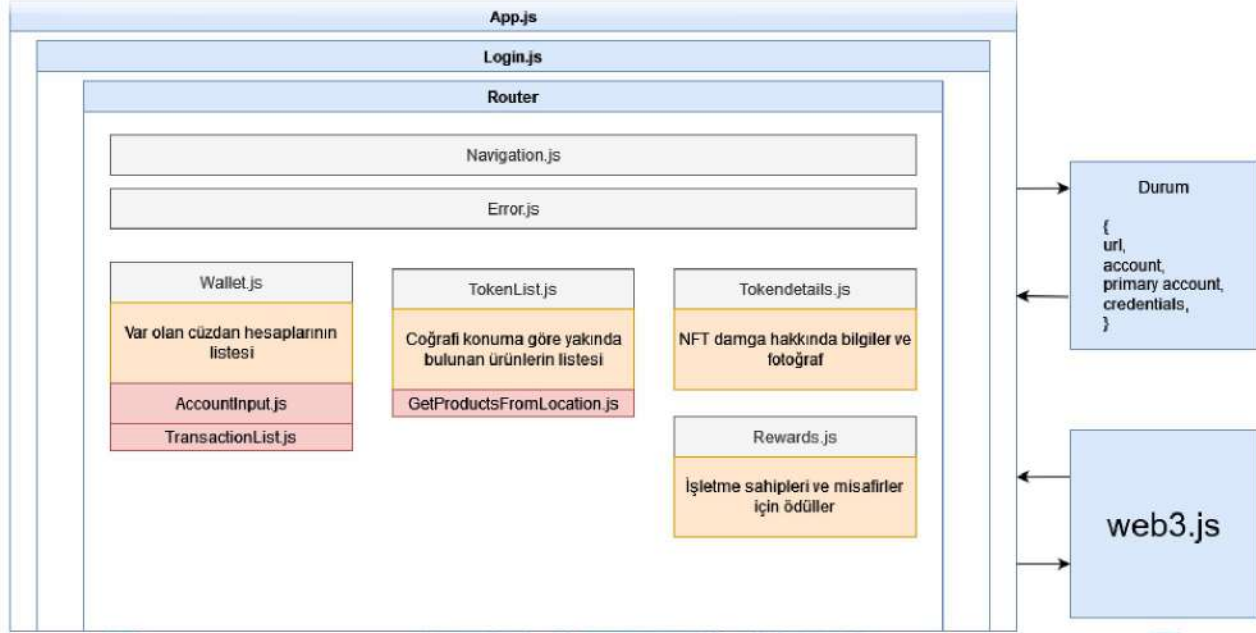 App.js
Login.js
Router
Navigation.js
Error.js
Wallet.js
Var olan cüzdan hesaplarının
listesi
AccountInput.js
TransactionList.js
TokenList.js
Coğrafi konuma göre yakında
bulunan ürünlerin listesi
GetProductsFromLocation.js
Tokendetails.js
NFT damga hakkında bilgiler ve
fotoğraf
Rewards.js
İşletme sahipleri ve misafirler
için ödüller
Durum
{
url,
account,
primary account,
credentials,
}
web3.js